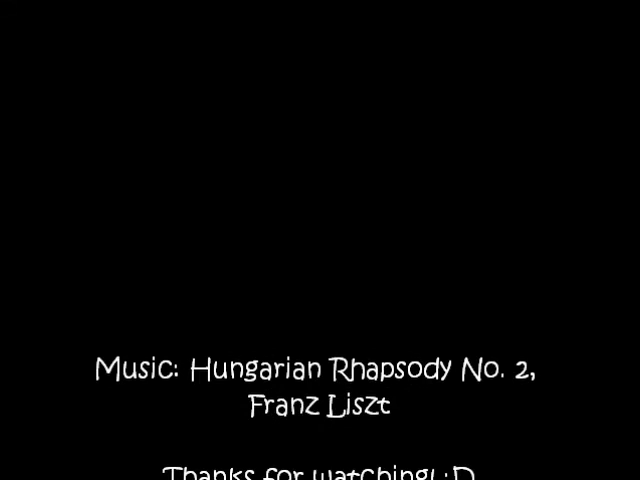 Music: Hungarian Rhapsody No. 2,
Franz Liszt
Thanks for watching! :D